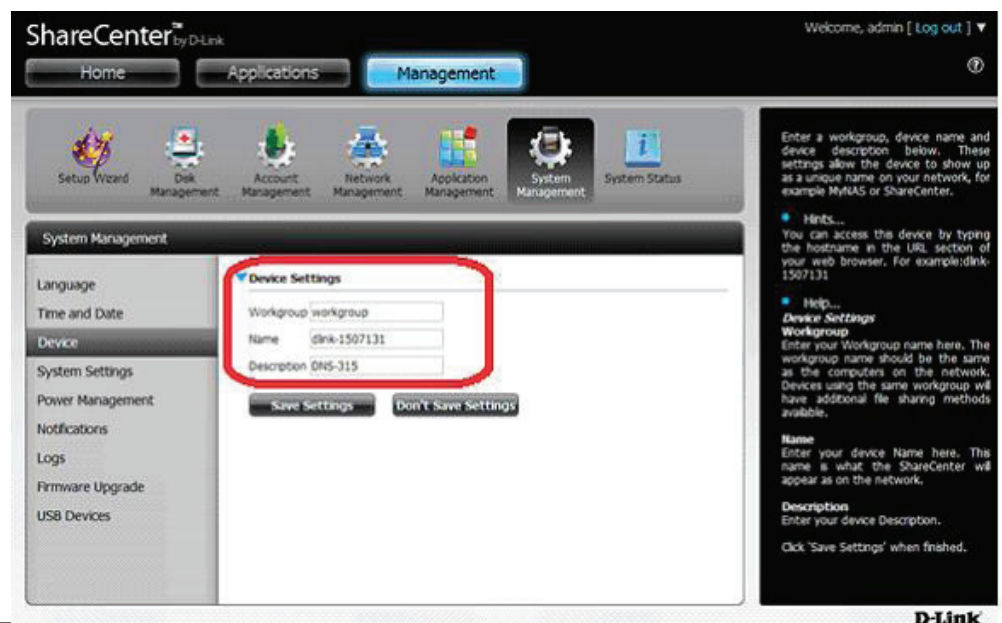 ShareCenter™ by D-Link
Welcome, admin [ Log out ] ▼
Home
Applications
Management
?
Setup Wizard
Disk
Management
Account
Management
Network
Management
Application
Management
System
Management
System Status
System Management
Language
Time and Date
Device
System Settings
Power Management
Notifications
Logs
Firmware Upgrade
USB Devices
Device Settings
Workgroup workgroup
Name dlink-1507131
Description DNS-315
Save Settings
Don't Save Settings
Enter a workgroup, device name and
device description below. These
settings allow the device to show up
as a unique name on your network, for
example MyNAS or ShareCenter.
Hints...
You can access this device by typing
the hostname in the URL section of
your web browser. For example:dlink-
1507131
Help...
Device Settings
Workgroup
Enter your Workgroup name here. The
workgroup name should be the same
as the computers on the network.
Devices using the same workgroup will
have additional file sharing methods
available.
Name
Enter your device Name here. This
name is what the ShareCenter will
appear as on the network.
Description
Enter your device Description.
Click 'Save Settings' when finished.
D-Link